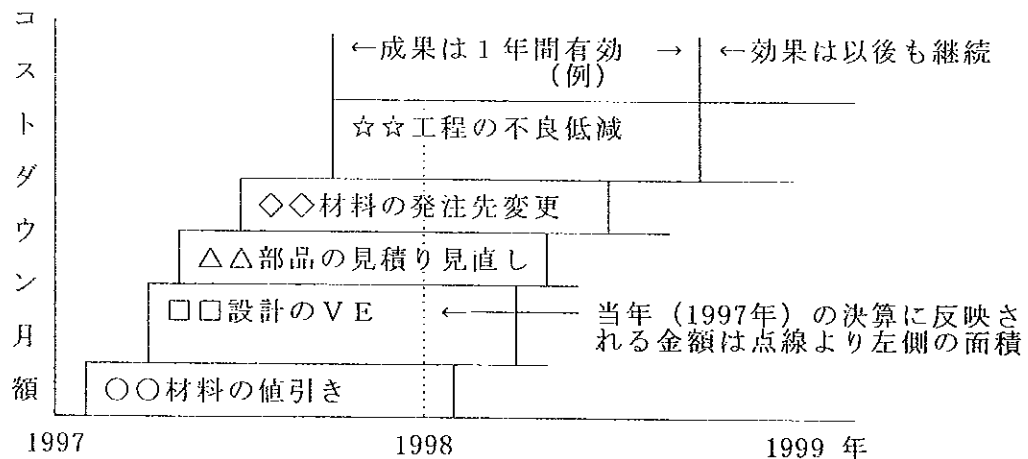 コストダウン月額
←成果は1年間有効 →
(例)
←効果は以後も継続
☆☆工程の不良低減
◇◇材料の発注先変更
△△部品の見積り見直し
□□設計のVE
← 当年(1997年)の決算に反映さ
れる金額は点線より左側の面積
○○材料の値引き
1997
1998
1999 年